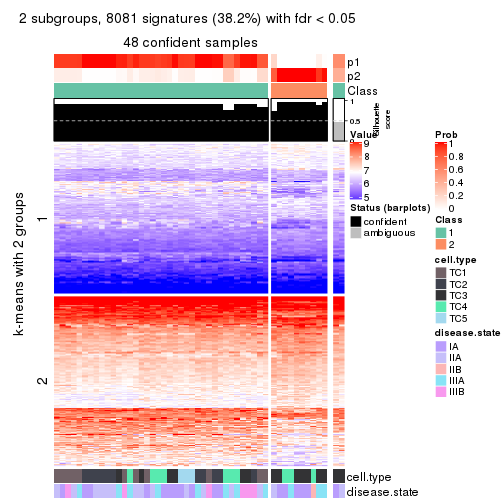 2 subgroups, 8081 signatures (38.2%) with fdr < 0.05
48 confident samples
p1
p2
Class
1
0.5
0
Silhouette
score
k-means with 2 groups
1
2
cell.type
disease.state
Value
9
8
7
6
5
Status (barplots)
confident
ambiguous
Prob
1
0.8
0.6
0.4
0.2
0
Class
1
2
cell.type
TC1
TC2
TC3
TC4
TC5
disease.state
IA
IIA
IIB
IIIA
IIIB